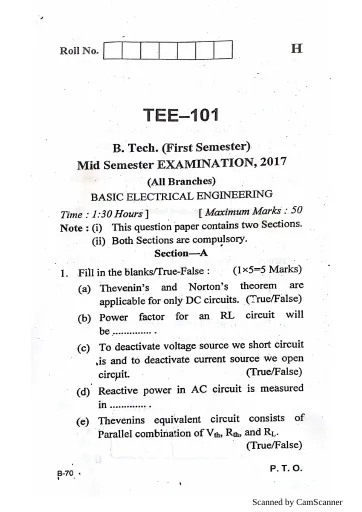 Roll No.
H
TEE–101
B. Tech. (First Semester)
Mid Semester EXAMINATION, 2017
(All Branches)
BASIC ELECTRICAL ENGINEERING
Time : 1:30 Hours ] [ Maximum Marks : 50
Note : (i) This question paper contains two Sections.
(ii) Both Sections are compulsory.
Section—A
1. Fill in the blanks/True-False : (1×5=5 Marks)
(a) Thevenin's and Norton's theorem are
applicable for only DC circuits. (True/False)
(b) Power factor for an RL circuit will
be .............. .
(c) To deactivate voltage source we short circuit
is and to deactivate current source we open
circuit. (True/False)
(d) Reactive power in AC circuit is measured
in ............ .
(e) Thevenins equivalent circuit consists of
Parallel combination of Vth, Rth, and RL.
(True/False)
B-70
P. T. O.
Scanned by CamScanner